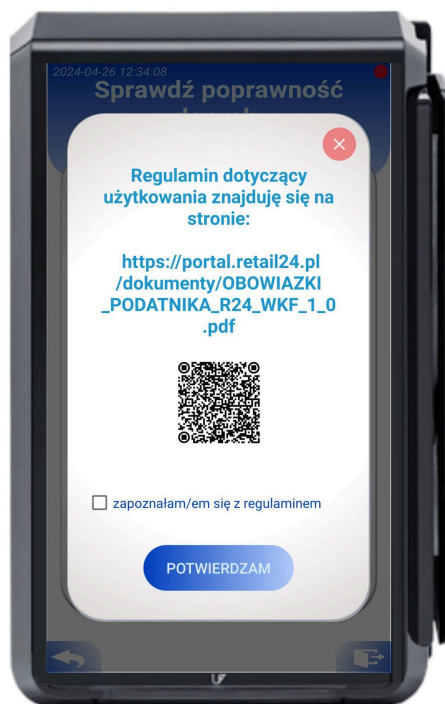 2024-04-26 12:34:08
Sprawdź poprawność
Regulamin dotyczący
użytkowania znajduję się na
stronie:
https://portal.retail24.pl
/dokumenty/OBOWIAZKI
_PODATNIKA_R24_WKF_1_0
.pdf
zapoznałam/em się z regulaminem
POTWIERDZAM